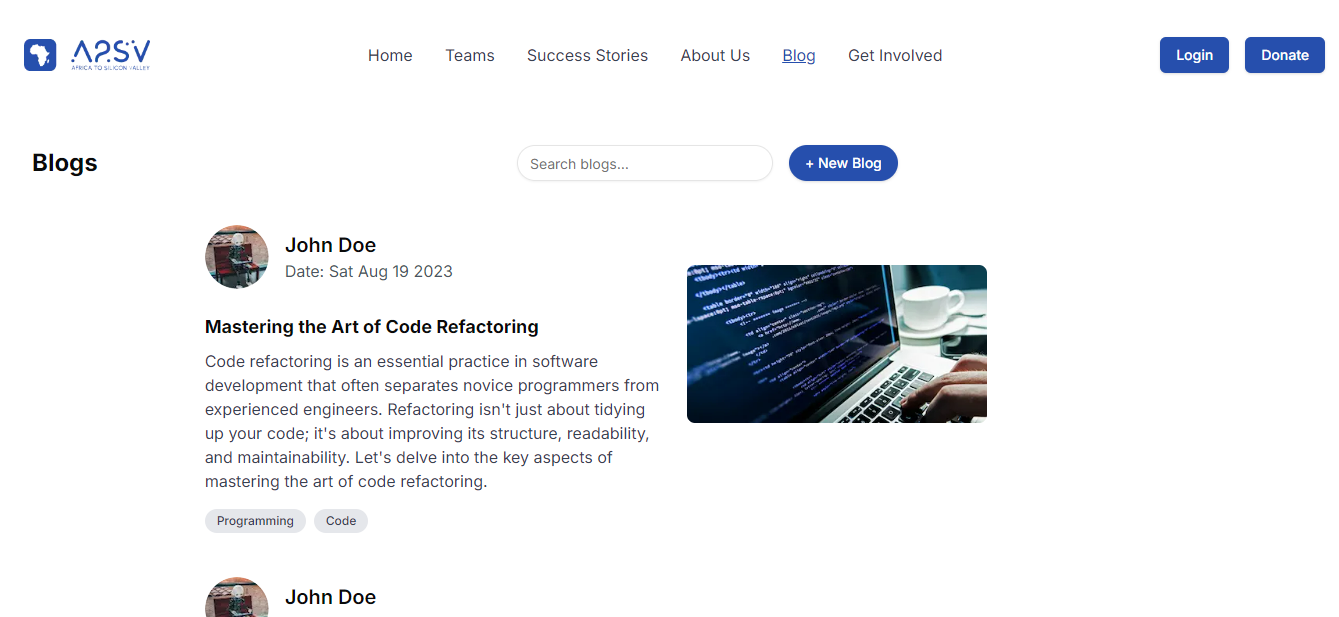 A2SV
AFRICA TO SILICON VALLEY
Home
Teams
Success Stories
About Us
Blog
Get Involved
Login
Donate
Blogs
Search blogs...
+ New Blog
John Doe
Date: Sat Aug 19 2023
Mastering the Art of Code Refactoring
Code refactoring is an essential practice in software
development that often separates novice programmers from
experienced engineers. Refactoring isn't just about tidying
up your code; it's about improving its structure, readability,
and maintainability. Let's delve into the key aspects of
mastering the art of code refactoring.
Programming
Code
John Doe